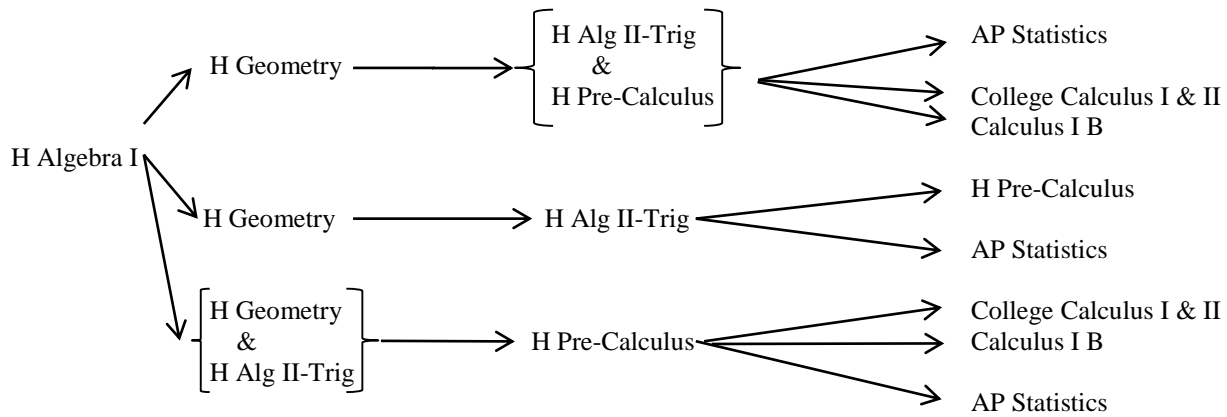 H Algebra I
H Geometry
H Alg II-Trig
&
H Pre-Calculus
AP Statistics
College Calculus I & II
Calculus I B
H Geometry
H Alg II-Trig
H Pre-Calculus
AP Statistics
H Geometry
&
H Alg II-Trig
H Pre-Calculus
College Calculus I & II
Calculus I B
AP Statistics